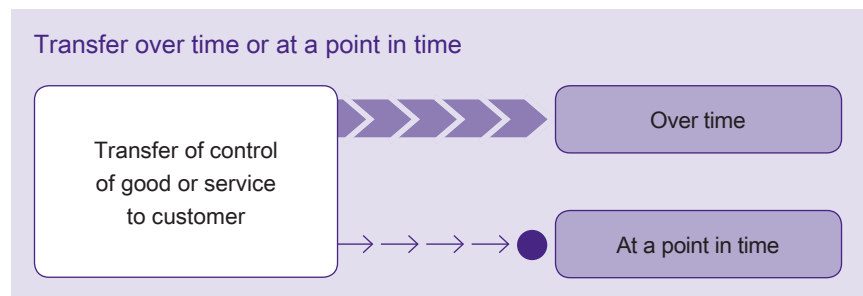 Transfer over time or at a point in time
Transfer of control
of good or service
to customer
Over time
At a point in time